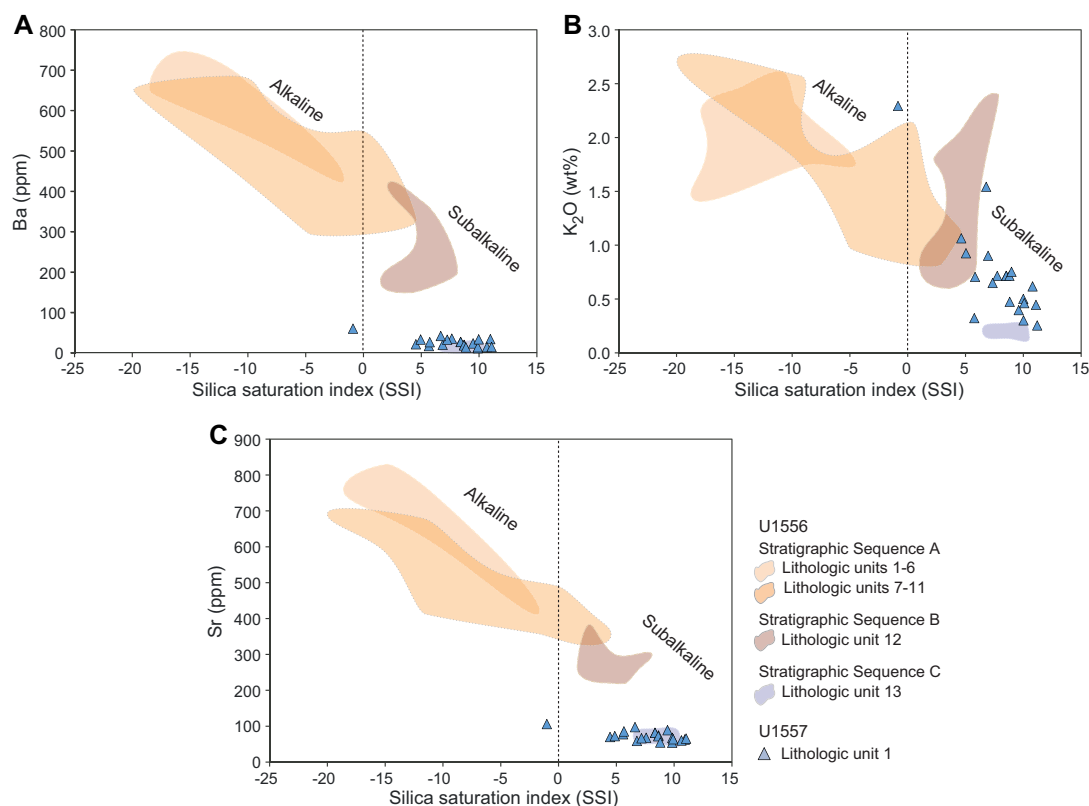 A
800
700
600
500
400
300
200
100
0
Ba (ppm)
Alkaline
Subalkaline
-25 -20 -15 -10 -5 0 5 10 15
Silica saturation index (SSI)
B
3.0
2.5
2.0
1.5
1.0
0.5
0.0
K2O (wt%)
Alkaline
Subalkaline
-25 -20 -15 -10 -5 0 5 10 15
Silica saturation index (SSI)
C
900
800
700
600
500
400
300
200
100
0
Sr (ppm)
Alkaline
Subalkaline
-25 -20 -15 -10 -5 0 5 10 15
Silica saturation index (SSI)
U1556
Stratigraphic Sequence A
Lithologic units 1-6
Lithologic units 7-11
Stratigraphic Sequence B
Lithologic unit 12
Stratigraphic Sequence C
Lithologic unit 13
U1557
Lithologic unit 1